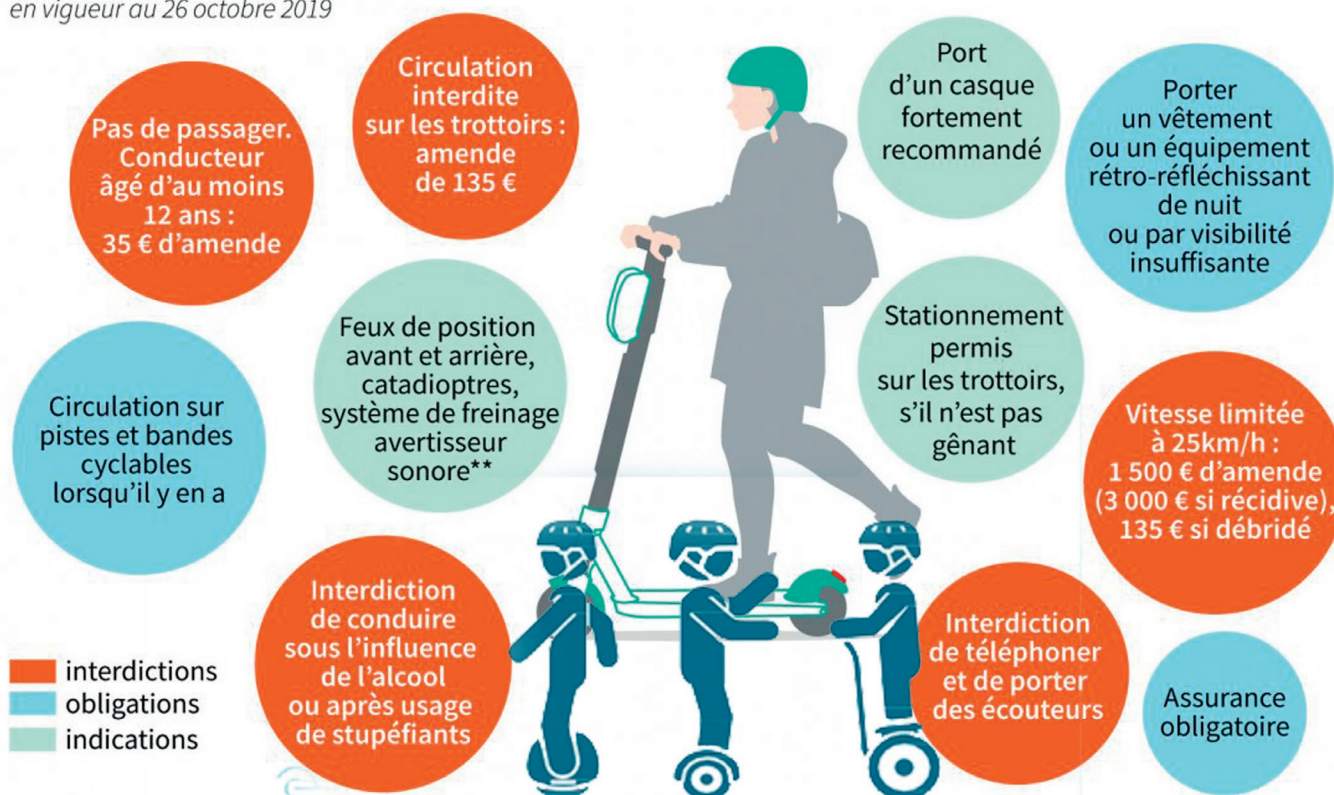 en vigueur au 26 octobre 2019
Pas de passager.
Conducteur
âgé d'au moins
12 ans :
35 € d'amende
Circulation
interdite
sur les trottoirs :
amende
de 135 €
Port
d'un casque
fortement
recommandé
Porter
un vêtement
ou un équipement
rétro-réfléchissant
de nuit
ou par visibilité
insuffisante
Circulation sur
pistes et bandes
cyclables
lorsqu'il y en a
Feux de position
avant et arrière,
catadioptres,
système de freinage
avertisseur
sonore**
Stationnement
permis
sur les trottoirs,
s'il n'est pas
gênant
Vitesse limitée
à 25km/h :
1 500 € d'amende
(3 000 € si récidive),
135 € si débridé
Interdiction
de conduire
sous l'influence
de l'alcool
ou après usage
de stupéfiants
Interdiction
de téléphoner
et de porter
des écouteurs
Assurance
obligatoire
interdictions
obligations
indications